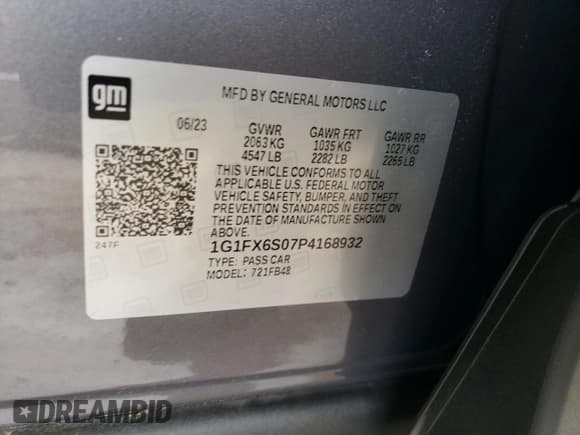 gm
MFD BY GENERAL MOTORS LLC
06/23 GVWR GAWR FRT GAWR RR
2063 KG 1035 KG 1027 KG
4547 LB 2282 LB 2265 LB
THIS VEHICLE CONFORMS TO ALL
APPLICABLE U.S. FEDERAL MOTOR
VEHICLE SAFETY, BUMPER, AND THEFT
PREVENTION STANDARDS IN EFFECT ON
THE DATE OF MANUFACTURE SHOWN
ABOVE.
247F
1G1FX6S07P4168932
TYPE: PASS CAR
MODEL: 721FB48
DREAMBID